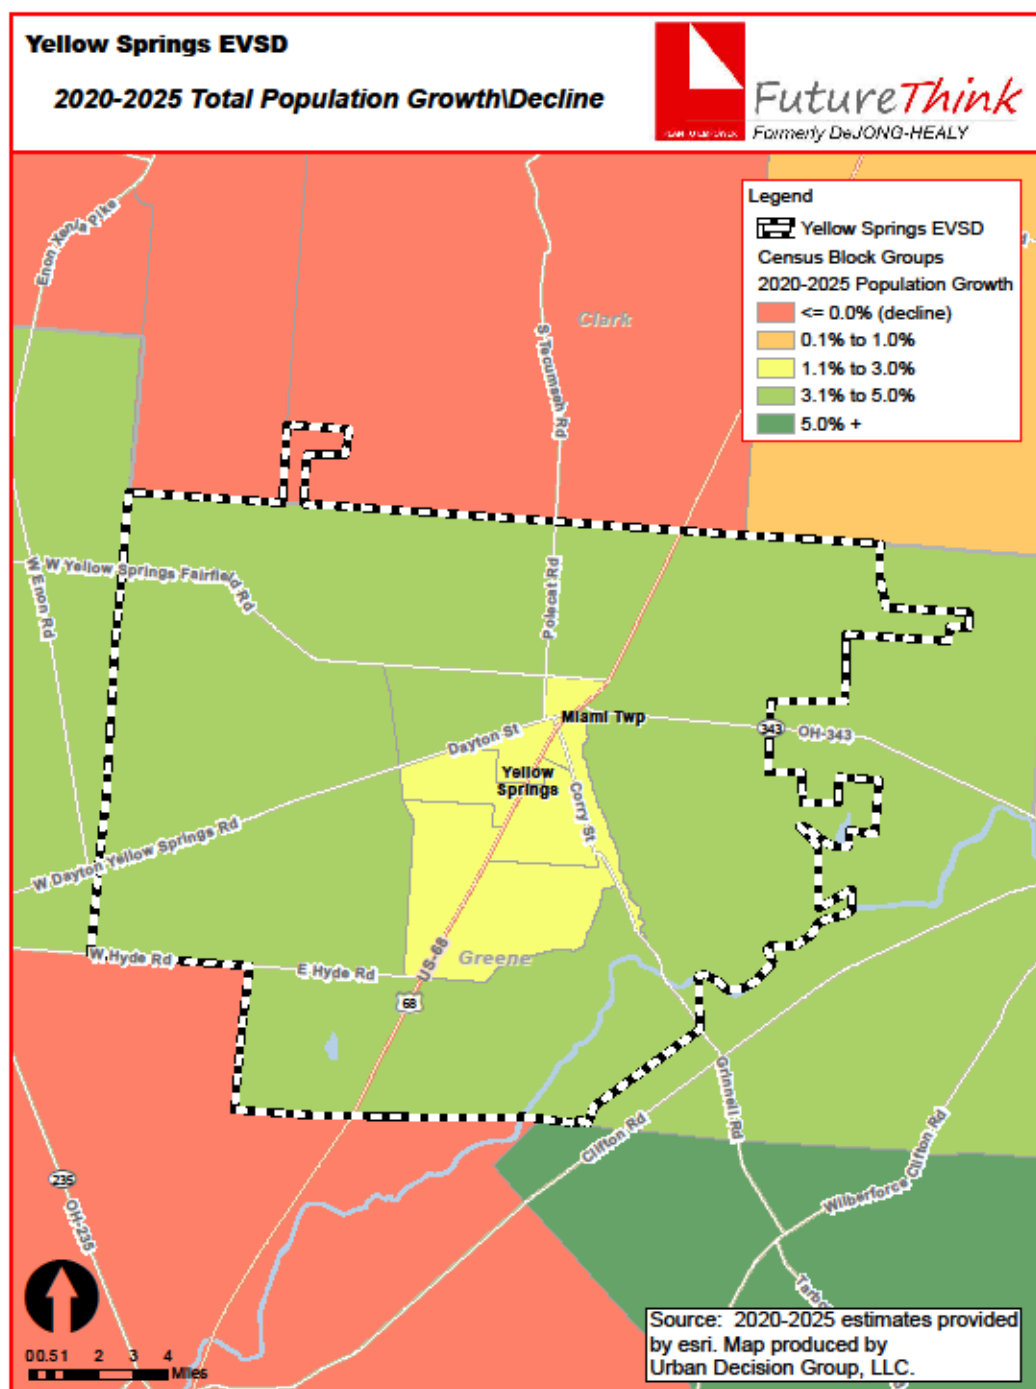 Yellow Springs EVSD
2020-2025 Total Population Growth\Decline
FutureThink
Formerly DeJONG-HEALY
Legend
Yellow Springs EVSD
Census Block Groups
2020-2025 Population Growth
<= 0.0% (decline)
0.1% to 1.0%
1.1% to 3.0%
3.1% to 5.0%
5.0% +
Enon Xenia Pike
Clark
S Tecumseh Rd
W Yellow Springs Fairfield Rd
W Enon Rd
Polecat Rd
Miami Twp
343
OH-343
Dayton St
Yellow
Springs
Corry St
W Dayton Yellow Springs Rd
W Hyde Rd
E Hyde Rd
US-68
Greene
68
Grinnell Rd
Clifton Rd
Wilberforce Clifton Rd
235
OH-235
Tarbo
00.51 2 3 4
Miles
Source: 2020-2025 estimates provided
by esri. Map produced by
Urban Decision Group, LLC.